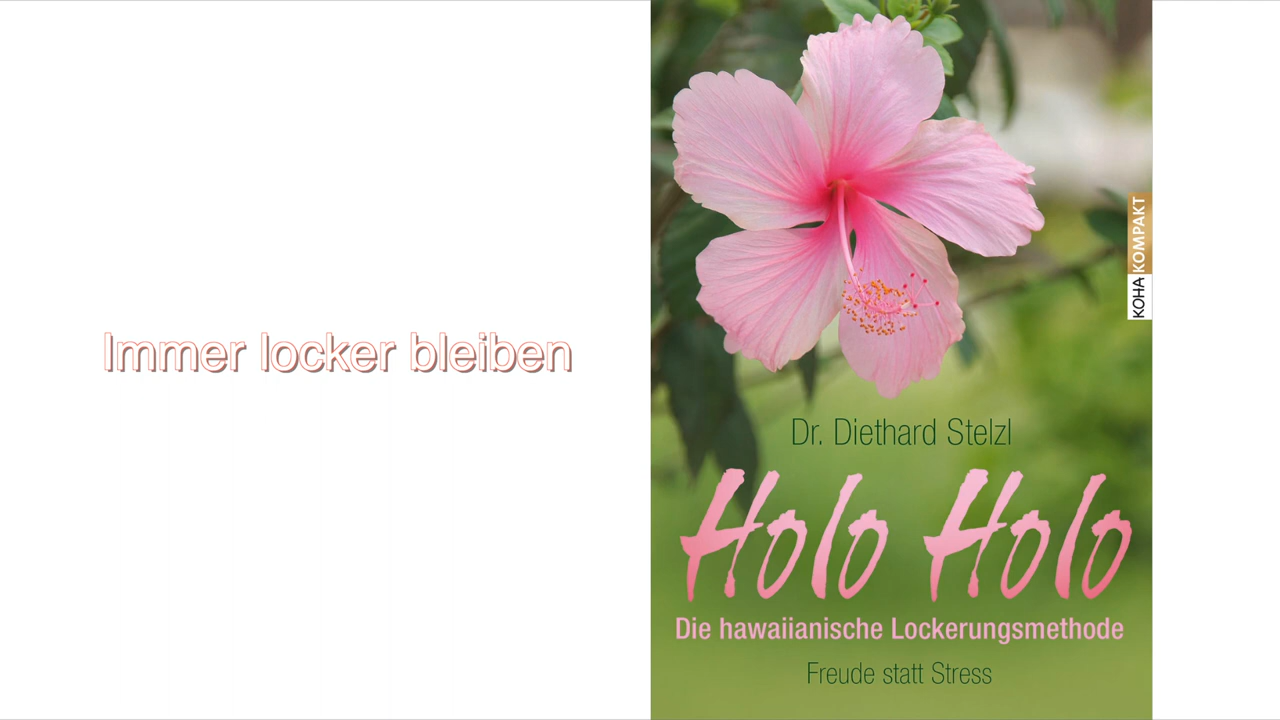 Immer locker bleiben
KOHA KOMPAKT
Dr. Diethard Stelzl
Holo Holo
Die hawaiianische Lockerungsmethode
Freude statt Stress